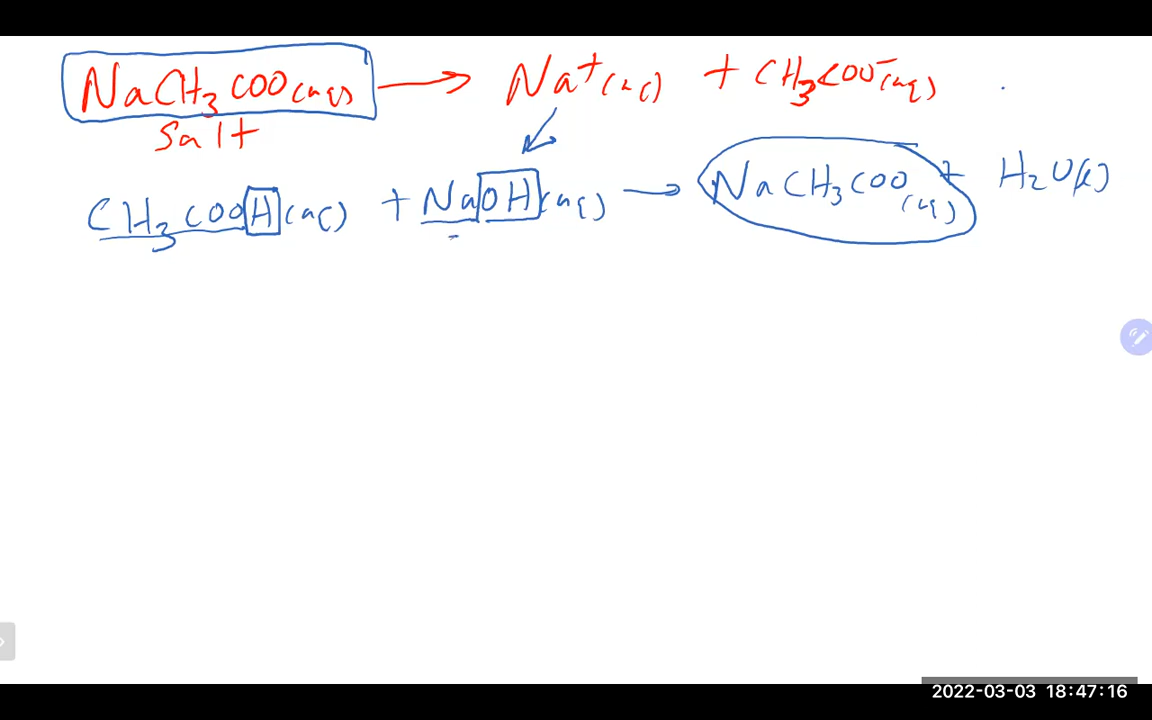 NaCH₃COO(aq) → Na⁺(aq) + CH₃COO⁻(aq)
Salt
CH₃COOH(aq) + NaOH(aq) → NaCH₃COO(aq) + H₂O(l)
2022-03-03 18:47:16